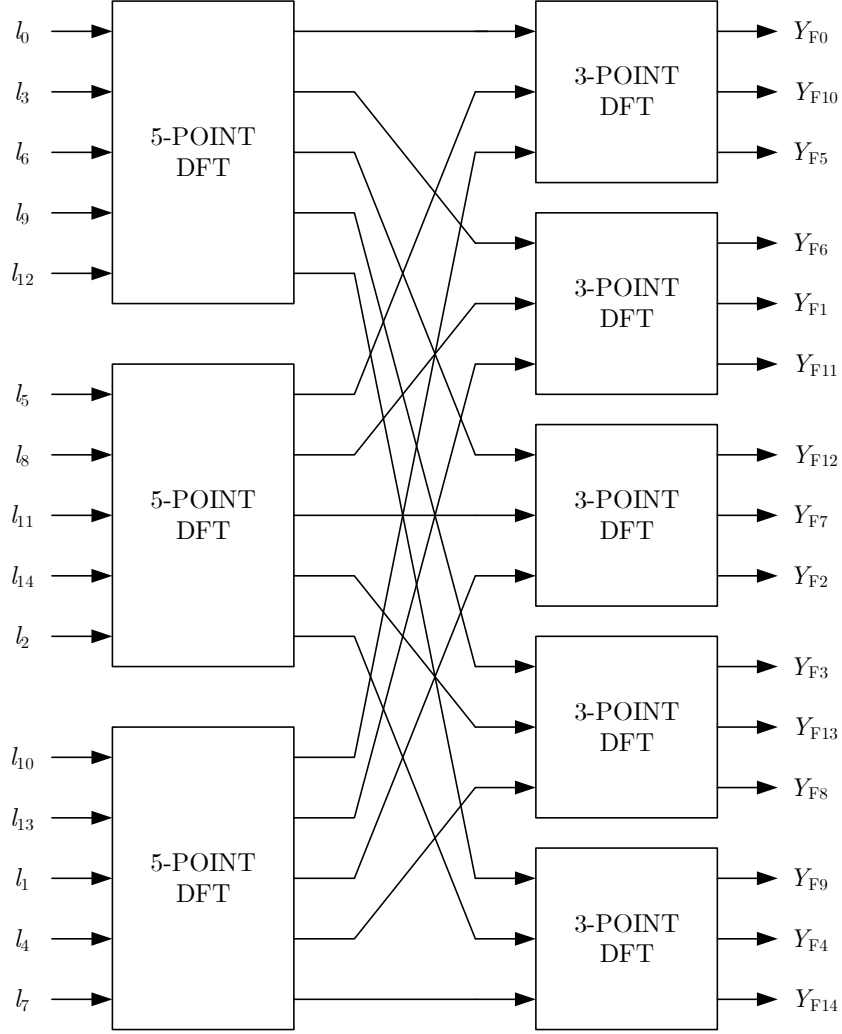 l0
l3
l6
l9
l12
5-POINT
DFT
l5
l8
l11
l14
l2
5-POINT
DFT
l10
l13
l1
l4
l7
5-POINT
DFT
3-POINT
DFT
YF0
YF10
YF5
3-POINT
DFT
YF6
YF1
YF11
3-POINT
DFT
YF12
YF7
YF2
3-POINT
DFT
YF3
YF13
YF8
3-POINT
DFT
YF9
YF4
YF14